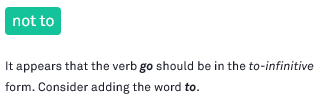 not to
It appears that the verb go should be in the to-infinitive
form. Consider adding the word to.